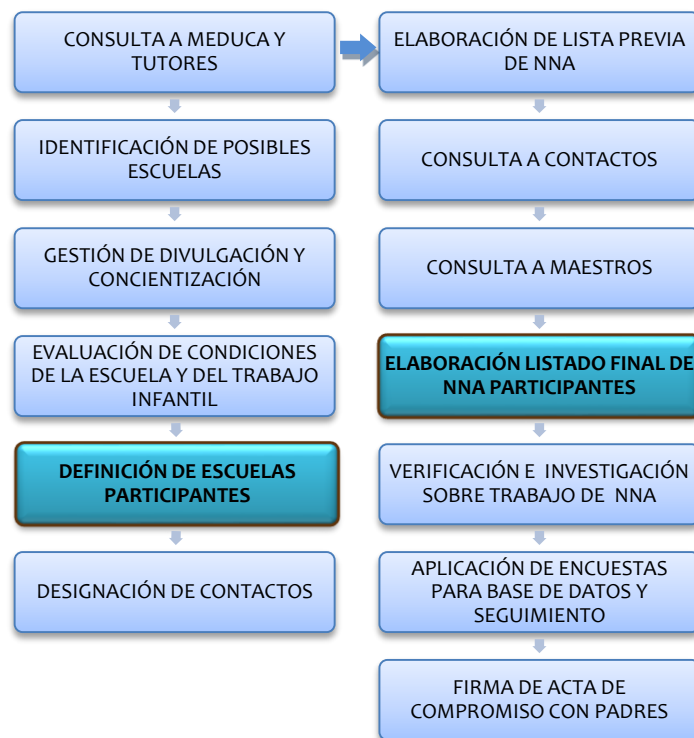 CONSULTA A MEDUCA Y
TUTORES
IDENTIFICACIÓN DE POSIBLES
ESCUELAS
GESTIÓN DE DIVULGACIÓN Y
CONCIENTIZACIÓN
EVALUACIÓN DE CONDICIONES
DE LA ESCUELA Y DEL TRABAJO
INFANTIL
DEFINICIÓN DE ESCUELAS
PARTICIPANTES
DESIGNACIÓN DE CONTACTOS
ELABORACIÓN DE LISTA PREVIA
DE NNA
CONSULTA A CONTACTOS
CONSULTA A MAESTROS
ELABORACIÓN LISTADO FINAL DE
NNA PARTICIPANTES
VERIFICACIÓN E INVESTIGACIÓN
SOBRE TRABAJO DE NNA
APLICACIÓN DE ENCUESTAS
PARA BASE DE DATOS Y
SEGUIMIENTO
FIRMA DE ACTA DE
COMPROMISO CON PADRES